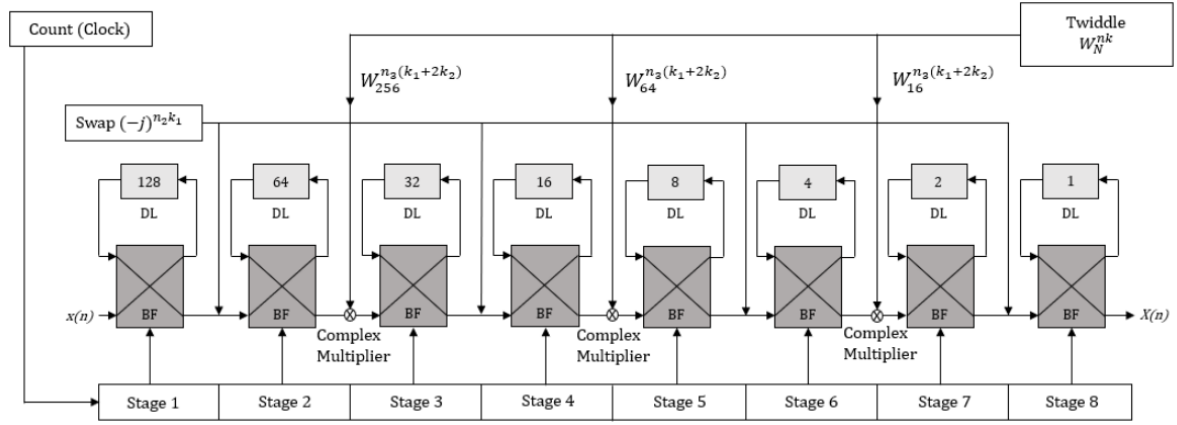 Count (Clock)
Twiddle
W_N^{nk}
W_{256}^{n_3(k_1+2k_2)}
W_{64}^{n_3(k_1+2k_2)}
W_{16}^{n_3(k_1+2k_2)}
Swap (−j)^{n_2k_1}
128
64
32
16
8
4
2
1
DL
DL
DL
DL
DL
DL
DL
DL
x(n)
BF
BF
BF
BF
BF
BF
BF
BF
X(n)
Complex
Multiplier
Complex
Multiplier
Complex
Multiplier
Stage 1
Stage 2
Stage 3
Stage 4
Stage 5
Stage 6
Stage 7
Stage 8